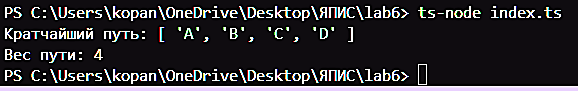 PS C:\Users\kopan\OneDrive\Desktop\ЯПИС\lab6> ts-node index.ts
Кратчайший путь: [ 'A', 'B', 'C', 'D' ]
Вес пути: 4
PS C:\Users\kopan\OneDrive\Desktop\ЯПИС\lab6>